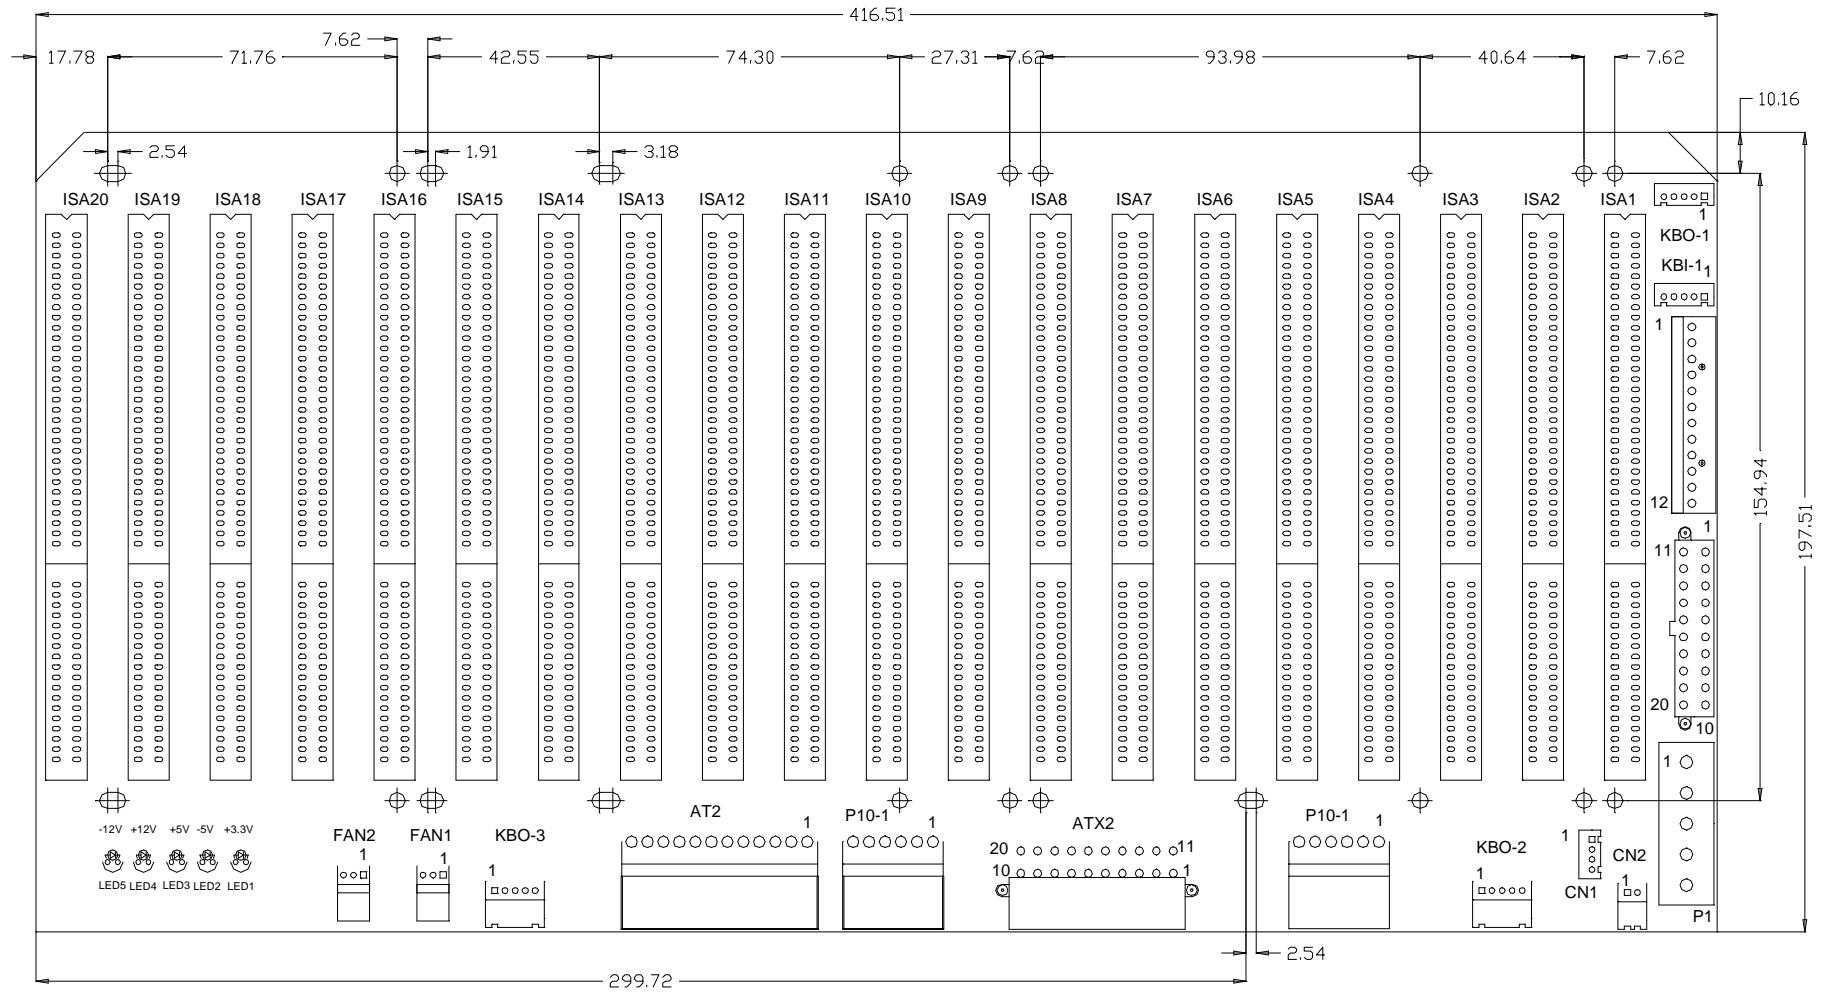 416.51
7.62
17.78 71.76 42.55 74.30 27.31 7.62 93.98 40.64 7.62
10.16
2.54 1.91 3.18
ISA20 ISA19 ISA18 ISA17 ISA16 ISA15 ISA14 ISA13 ISA12 ISA11 ISA10 ISA9 ISA8 ISA7 ISA6 ISA5 ISA4 ISA3 ISA2 ISA1
1
KBO-1
KBI-1 1
1
12
154.94
197.51
1
11
20
10
1
AT2 P10-1 ATX2 P10-1
1 1 1
-12V +12V +5V -5V +3.3V
FAN2 FAN1 KBO-3
20 11
KBO-2
1
CN2
1 1 1
10 1
1
1
LED5 LED4 LED3 LED2 LED1
CN1
P1
2.54
299.72